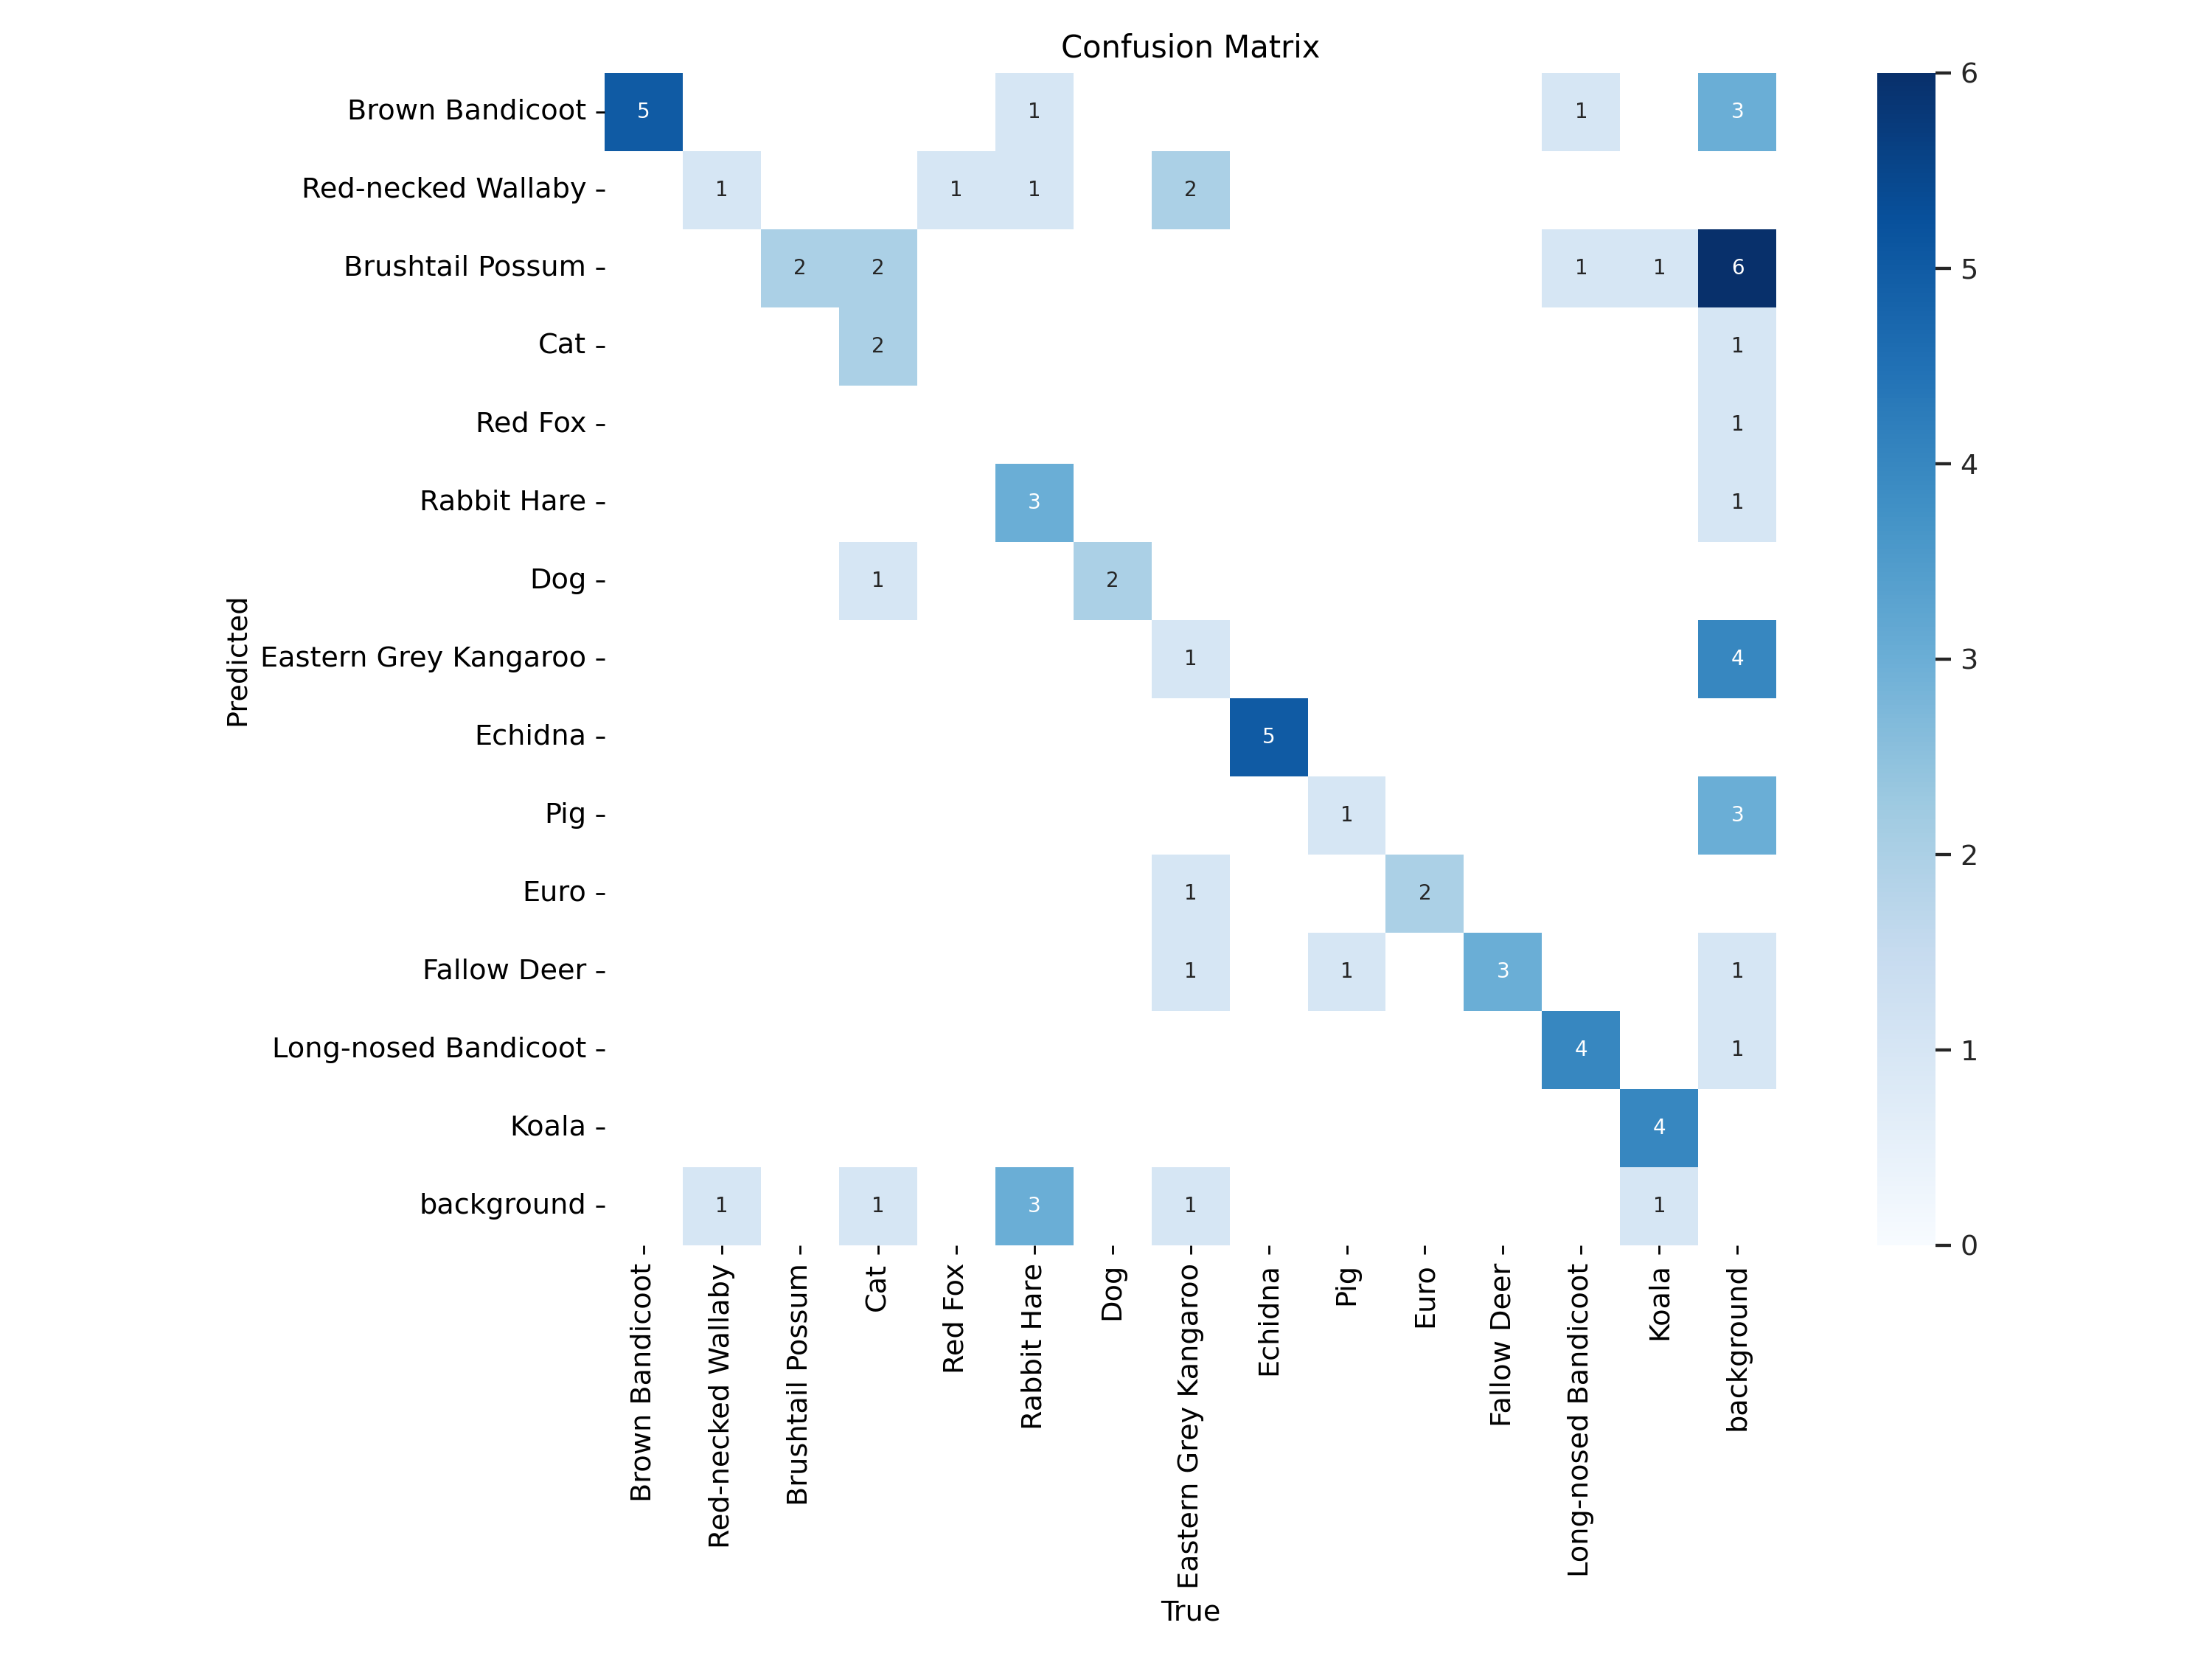 Confusion Matrix
Brown Bandicoot 5 1 1 3
Red-necked Wallaby 1 1 1 2
Brushtail Possum 2 2 1 1 6
Cat 2 1
Red Fox 1
Rabbit Hare 3 1
Dog 1 2
Eastern Grey Kangaroo 1 4
Echidna 5
Pig 1 3
Euro 1 2
Fallow Deer 1 1 3 1
Long-nosed Bandicoot 4 1
Koala 4
background 1 1 3 1 1
Predicted
Brown Bandicoot
Red-necked Wallaby
Brushtail Possum
Cat
Red Fox
Rabbit Hare
Dog
Eastern Grey Kangaroo
Echidna
Pig
Euro
Fallow Deer
Long-nosed Bandicoot
Koala
background
True
6
5
4
3
2
1
0